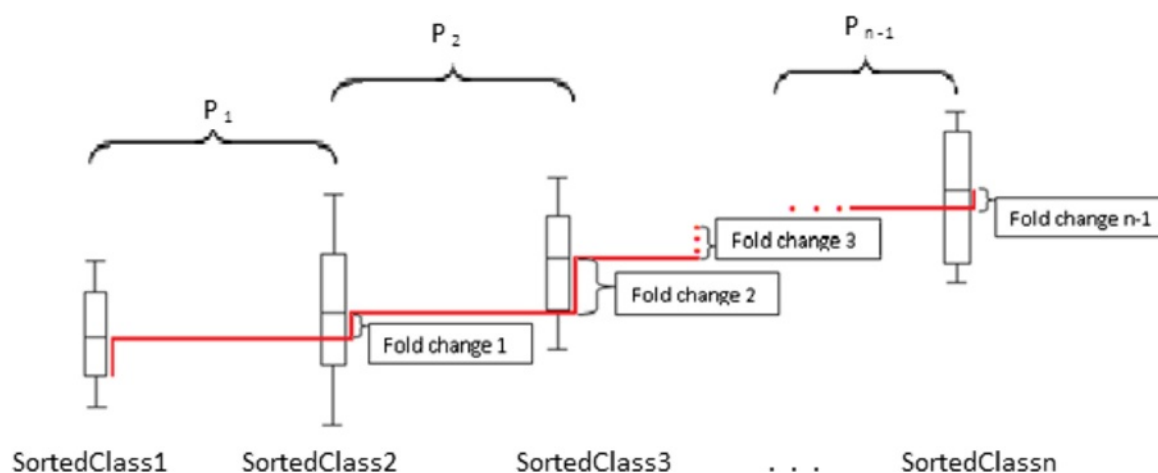 P 1
P 2
P n-1
Fold change 1
Fold change 2
Fold change 3
. . .
Fold change n-1
SortedClass1 SortedClass2 SortedClass3 . . . SortedClassn